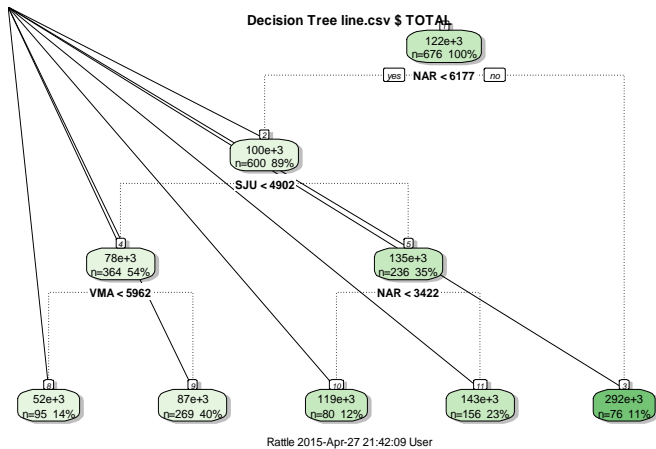 Decision Tree line.csv $ TOTAL
1
122e+3
n=676 100%
yes NAR < 6177 no
2
100e+3
n=600 89%
SJU < 4902
4
78e+3
n=364 54%
VMA < 5962
5
135e+3
n=236 35%
NAR < 3422
8
52e+3
n=95 14%
9
87e+3
n=269 40%
10
119e+3
n=80 12%
11
143e+3
n=156 23%
3
292e+3
n=76 11%
Rattle 2015-Apr-27 21:42:09 User